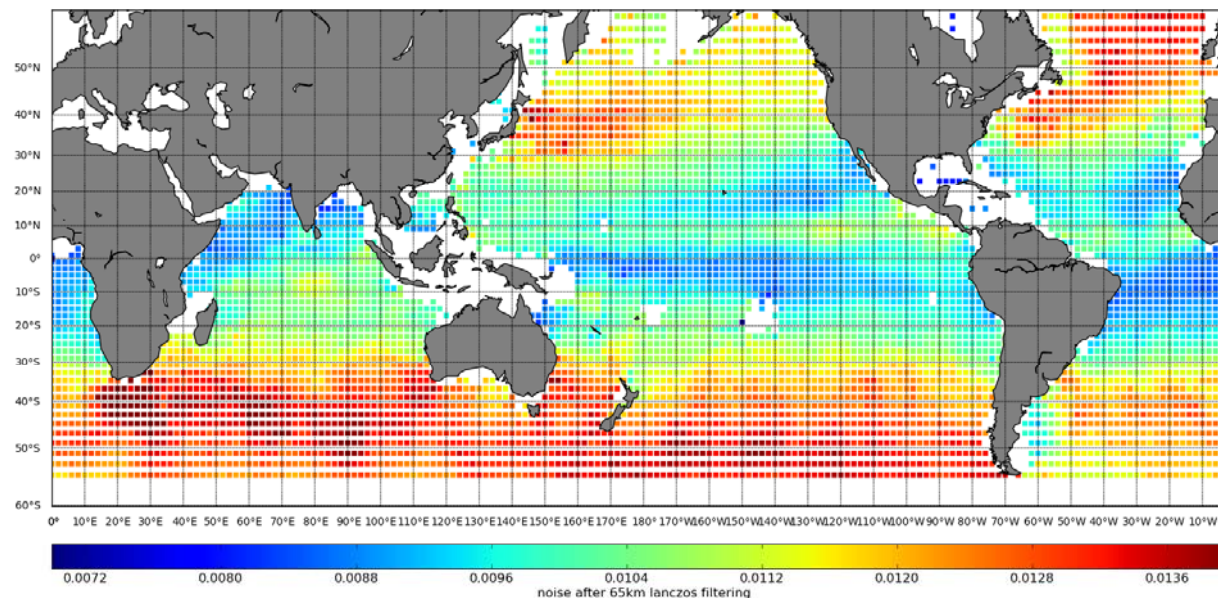 50°N
40°N
30°N
20°N
10°N
0°
10°S
20°S
30°S
40°S
50°S
60°S
0° 10°E 20°E 30°E 40°E 50°E 60°E 70°E 80°E 90°E 100°E 110°E 120°E 130°E 140°E 150°E 160°E 170°E 180° 170°W 160°W 150°W 140°W 130°W 120°W 110°W 100°W 90°W 80°W 70°W 60°W 50°W 40°W 30°W 20°W 10°W
0.0072 0.0080 0.0088 0.0096 0.0104 0.0112 0.0120 0.0128 0.0136
noise after 65km lanczos filtering